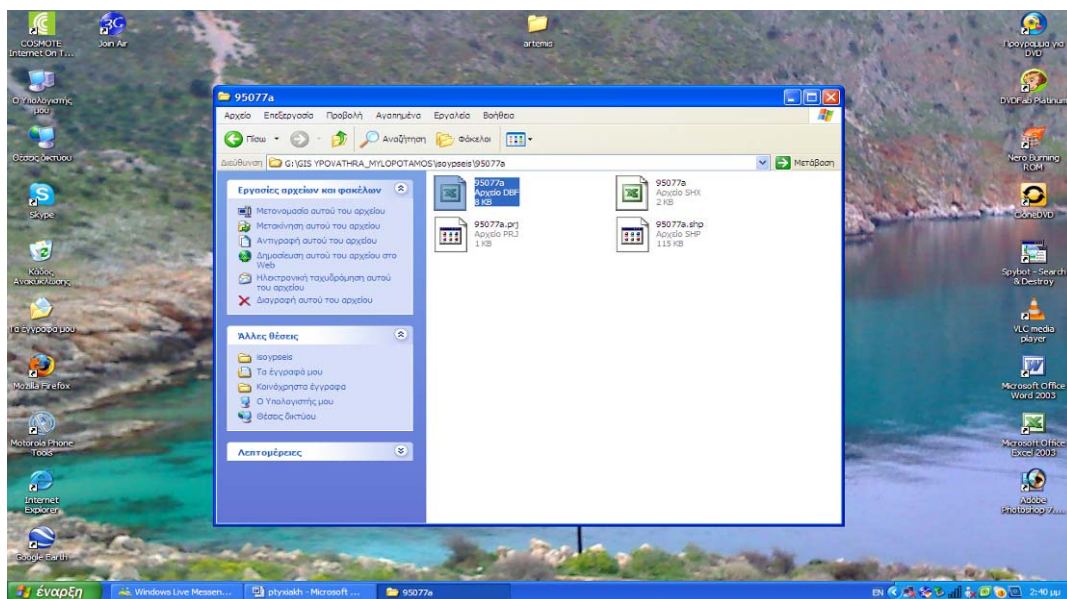 COSMOTE
Internet On T...
Join Air
artemis
Πρόγραμμα για
DVD
Ο Υπολογιστής
μου
DVDFab Platinum
Θέσεις δικτύου
Nero Burning
ROM
Skype
CloneDVD
Κάδος
Ανακύκλωσης
Spybot - Search
& Destroy
Τα έγγραφά μου
VLC media
player
Mozilla Firefox
Microsoft Office
Word 2003
Motorola Phone
Tools
Microsoft Office
Excel 2003
Internet
Explorer
Adobe
Photoshop 7....
Google Earth
95077a
Αρχείο Επεξεργασία Προβολή Αγαπημένα Εργαλεία Βοήθεια
Πίσω Αναζήτηση Φάκελοι
Διεύθυνση G:\GIS YPOVATHRA_MYLOPOTAMOS\isoypseis\95077a Μετάβαση
Εργασίες αρχείων και φακέλων
Μετονομασία αυτού του αρχείου
Μετακίνηση αυτού του αρχείου
Αντιγραφή αυτού του αρχείου
Δημοσίευση αυτού του αρχείου στο
Web
Ηλεκτρονική ταχυδρόμηση αυτού
του αρχείου
Διαγραφή αυτού του αρχείου
Άλλες θέσεις
isoypseis
Τα έγγραφά μου
Κοινόχρηστα έγγραφα
Ο Υπολογιστής μου
Θέσεις δικτύου
Λεπτομέρειες
95077a
Αρχείο DBF
8 KB
95077a
Αρχείο SHX
2 KB
95077a.prj
Αρχείο PRJ
1 KB
95077a.shp
Αρχείο SHP
115 KB
έναρξη
Windows Live Messen...
ptyxiakh - Microsoft ...
95077a
EN
2:40 μμ